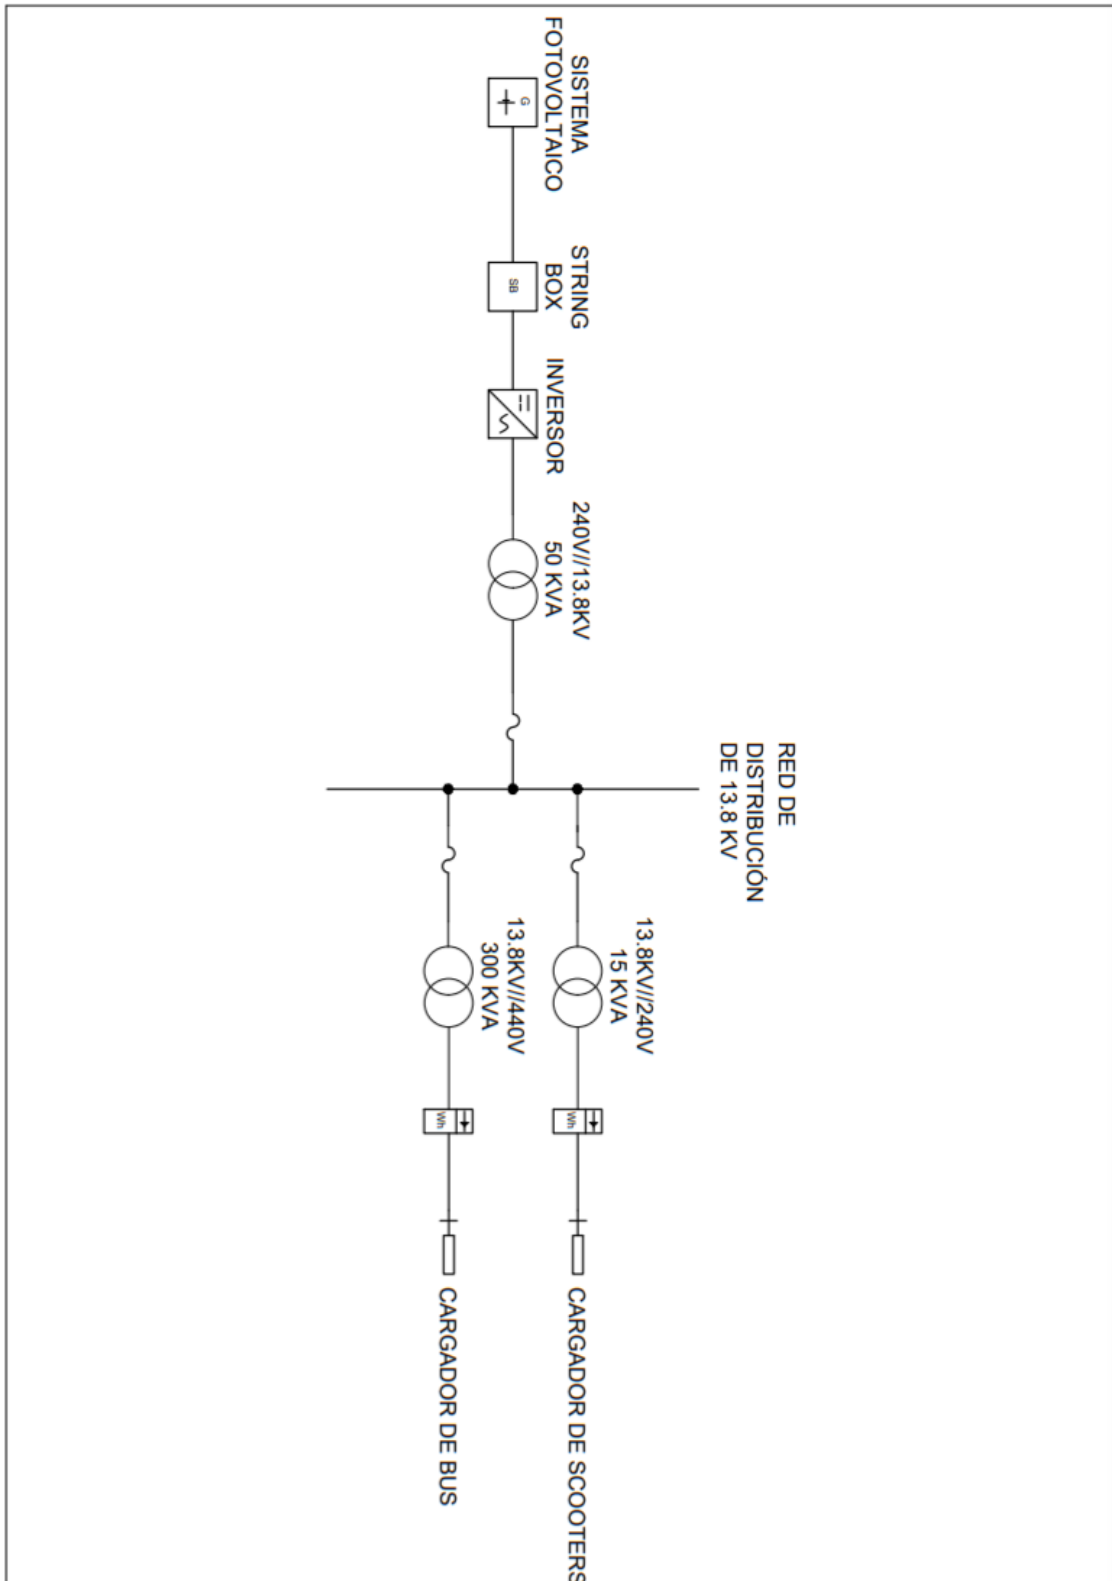 SISTEMA
FOTOVOLTAICO
G
STRING
BOX
SB
INVERSOR
240V//13.8KV
50 KVA
RED DE
DISTRIBUCIÓN
DE 13.8 KV
13.8KV//240V
15 KVA
Wh
CARGADOR DE SCOOTERS
13.8KV//440V
300 KVA
Wh
CARGADOR DE BUS